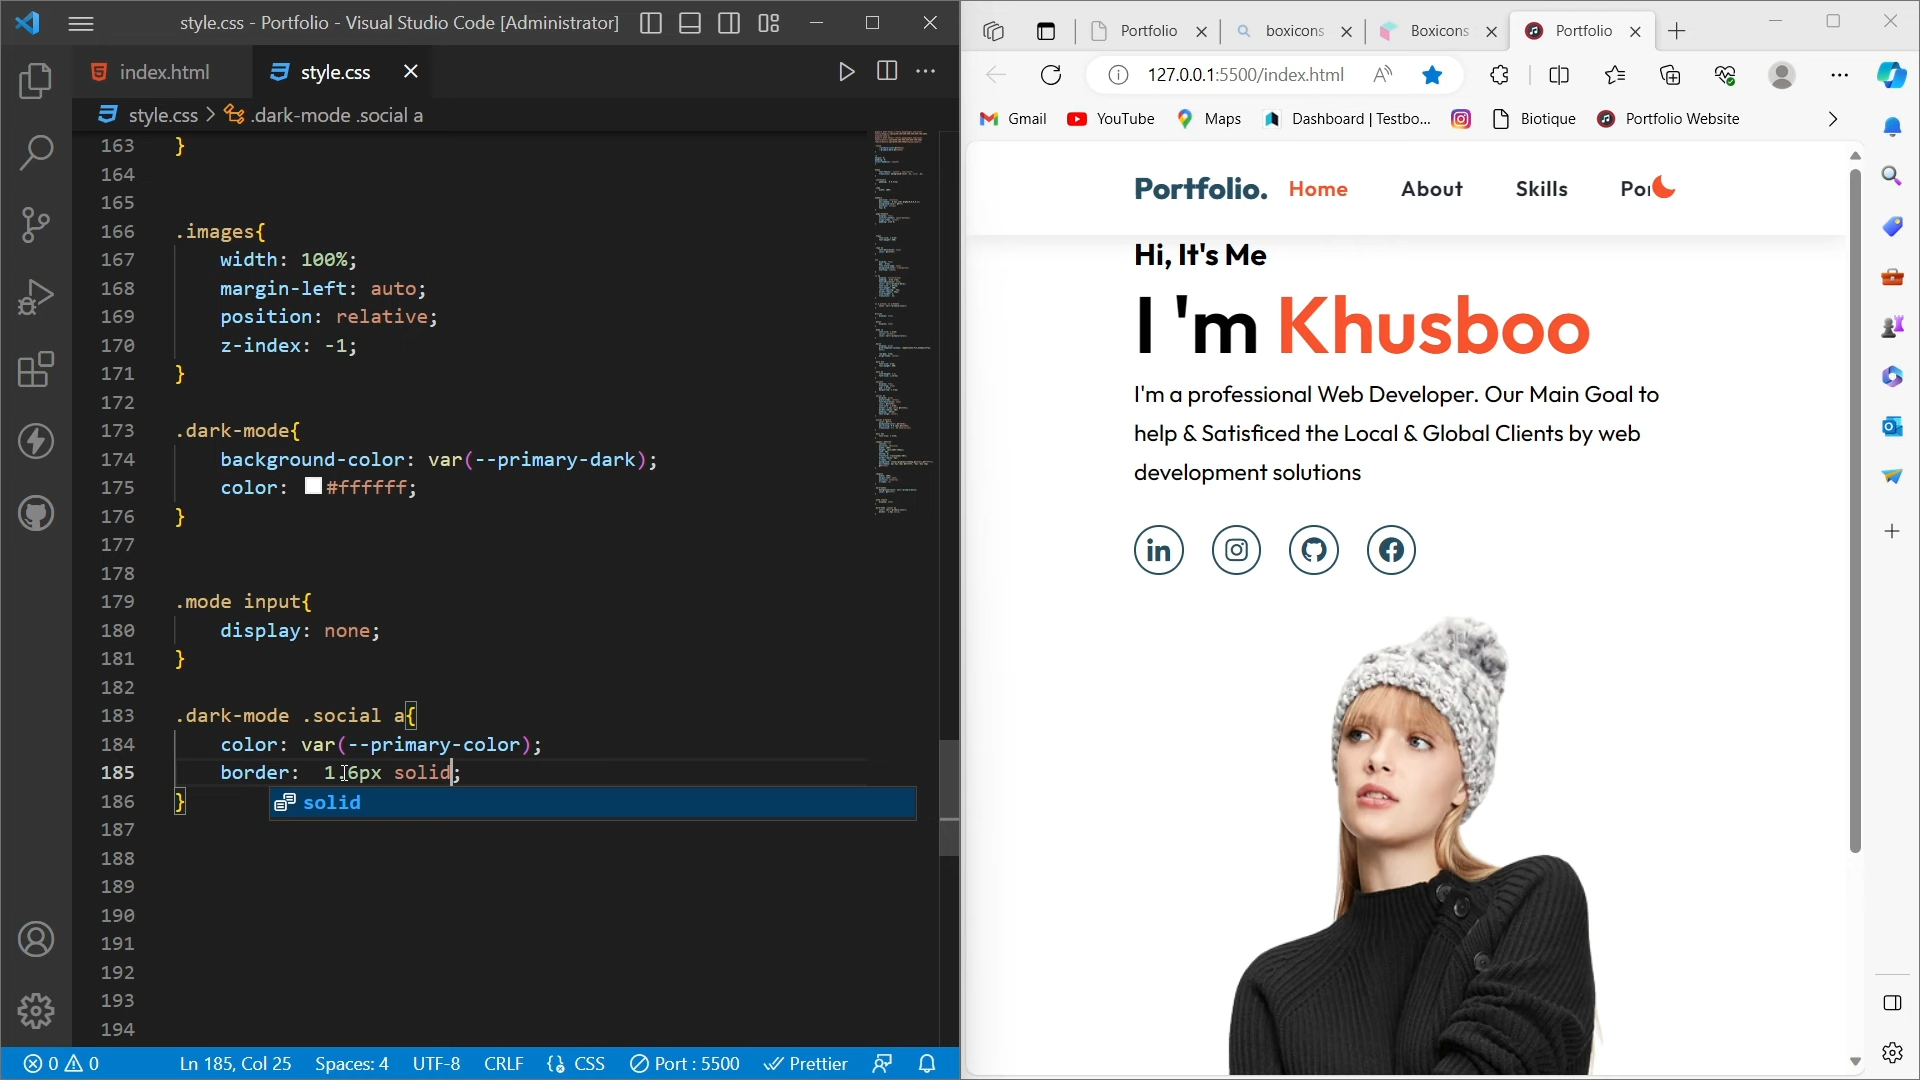 style.css - Portfolio - Visual Studio Code [Administrator]
index.html
style.css
style.css > .dark-mode .social a
163 }
164
165
166 .images{
167 width: 100%;
168 margin-left: auto;
169 position: relative;
170 z-index: -1;
171 }
172
173 .dark-mode{
174 background-color: var(--primary-dark);
175 color: #ffffff;
176 }
177
178
179 .mode input{
180 display: none;
181 }
182
183 .dark-mode .social a{
184 color: var(--primary-color);
185 border:  1.6px solid;
186 }
solid
187
188
189
190
191
192
193
194
0 0
Ln 185, Col 25
Spaces: 4
UTF-8
CRLF
{} CSS
Port : 5500
Prettier
Portfolio
boxicons
Boxicons
Portfolio
127.0.0.1:5500/index.html
Gmail
YouTube
Maps
Dashboard | Testbo...
Biotique
Portfolio Website
Portfolio.
Home
About
Skills
Por
Hi, It's Me
I 'm Khusboo
I'm a professional Web Developer. Our Main Goal to
help & Satisficed the Local & Global Clients by web
development solutions
in